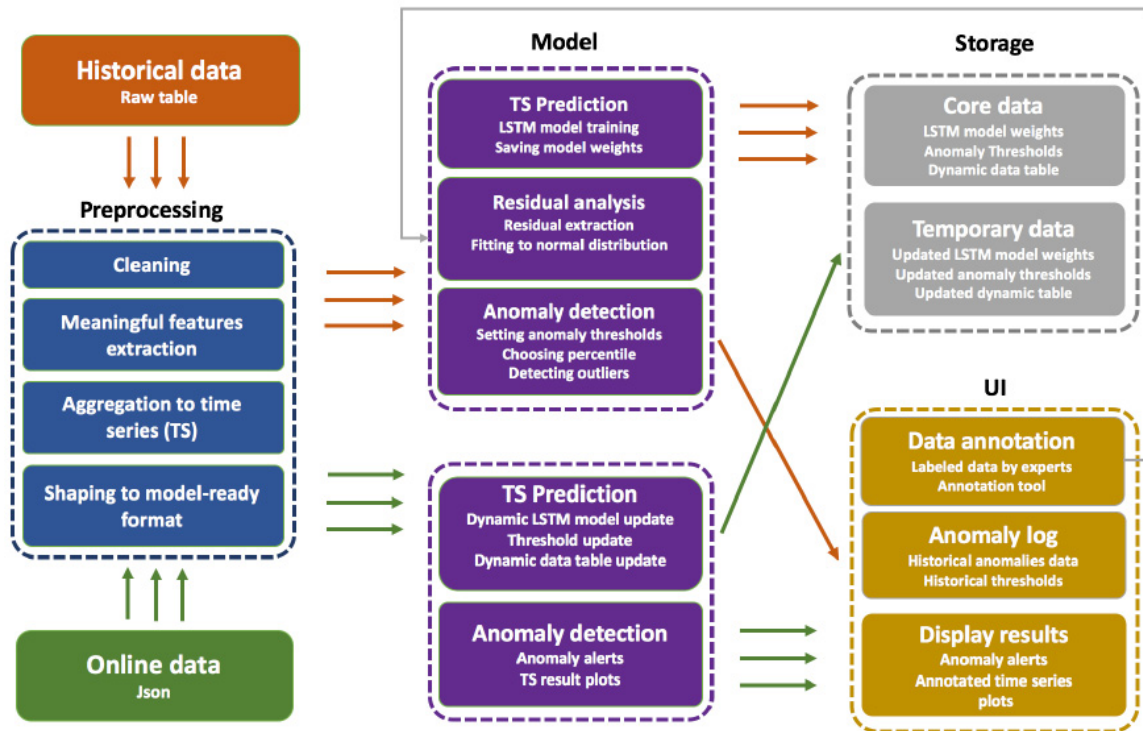 Historical data
Raw table
Preprocessing
Cleaning
Meaningful features
extraction
Aggregation to time
series (TS)
Shaping to model-ready
format
Online data
Json
Model
TS Prediction
LSTM model training
Saving model weights
Residual analysis
Residual extraction
Fitting to normal distribution
Anomaly detection
Setting anomaly thresholds
Choosing percentile
Detecting outliers
TS Prediction
Dynamic LSTM model update
Threshold update
Dynamic data table update
Anomaly detection
Anomaly alerts
TS result plots
Storage
Core data
LSTM model weights
Anomaly Thresholds
Dynamic data table
Temporary data
Updated LSTM model weights
Updated anomaly thresholds
Updated dynamic table
UI
Data annotation
Labeled data by experts
Annotation tool
Anomaly log
Historical anomalies data
Historical thresholds
Display results
Anomaly alerts
Annotated time series
plots